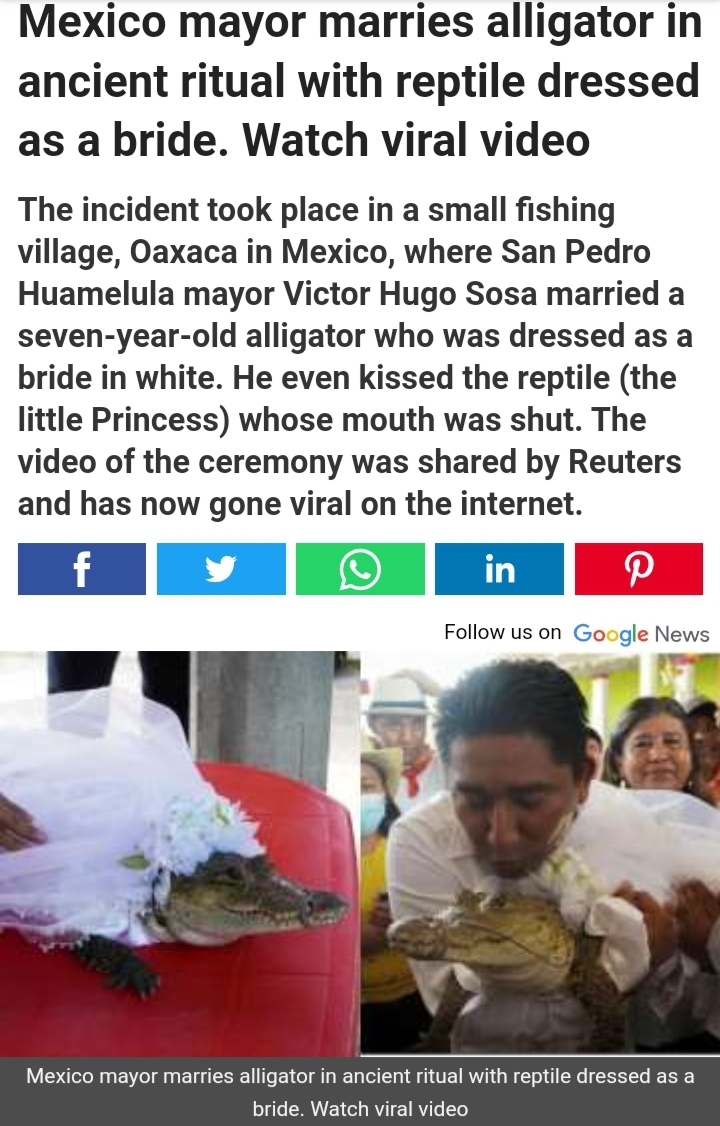 Mexico mayor marries alligator in
ancient ritual with reptile dressed
as a bride. Watch viral video
The incident took place in a small fishing
village, Oaxaca in Mexico, where San Pedro
Huamelula mayor Victor Hugo Sosa married a
seven-year-old alligator who was dressed as a
bride in white. He even kissed the reptile (the
little Princess) whose mouth was shut. The
video of the ceremony was shared by Reuters
and has now gone viral on the internet.
f in
Follow us on Google News
Mexico mayor marries alligator in ancient ritual with reptile dressed as a
bride. Watch viral video